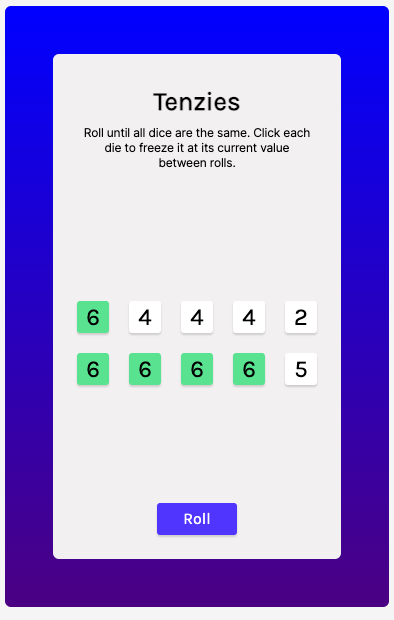 Tenzies
Roll until all dice are the same. Click each
die to freeze it at its current value
between rolls.
6 4 4 4 2
6 6 6 6 5
Roll